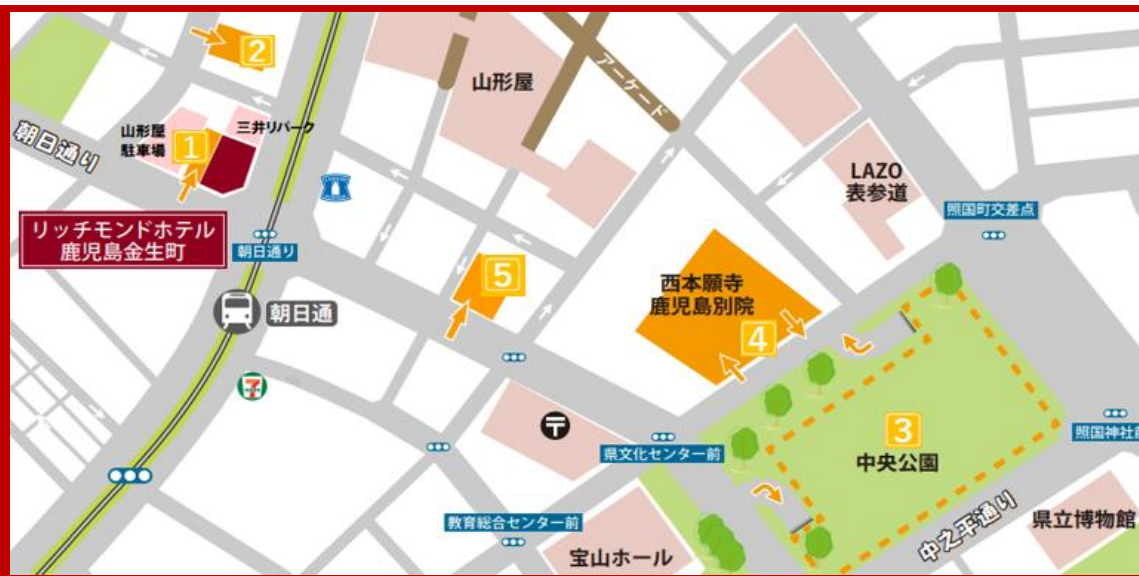 2
山形屋
アーケード
朝日通り
山形屋
駐車場
1
三井リパーク
LAZO
表参道
リッチモンドホテル
鹿児島金生町
朝日通り
照国町交差点
5
西本願寺
鹿児島別院
朝日通
4
7
〒
県文化センター前
3
中央公園
照国神社前
教育総合センター前
中之平通り
宝山ホール
県立博物館